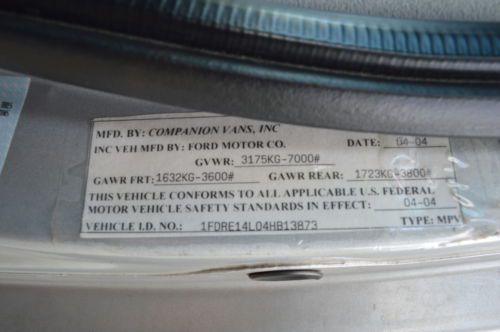 MFD. BY: COMPANION VANS, INC
INC VEH MFD BY: FORD MOTOR CO. DATE: 04-04
GVWR: 3175KG-7000#
GAWR FRT: 1632KG-3600# GAWR REAR: 1723KG-3800#
THIS VEHICLE CONFORMS TO ALL APPLICABLE U.S. FEDERAL
MOTOR VEHICLE SAFETY STANDARDS IN EFFECT: 04-04
VEHICLE I.D. NO.: 1FDRE14L04HB13873 TYPE: MPV